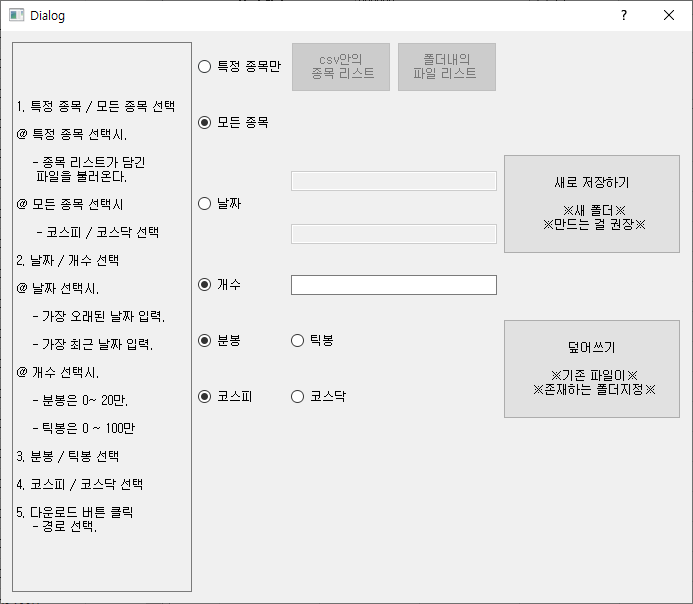 Dialog
?
1. 특정 종목 / 모든 종목 선택
@ 특정 종목 선택시.
- 종목 리스트가 담긴
파일을 불러온다.
@ 모든 종목 선택시
- 코스피 / 코스닥 선택
2. 날짜 / 개수 선택
@ 날짜 선택시.
- 가장 오래된 날짜 입력.
- 가장 최근 날짜 입력.
@ 개수 선택시.
- 분봉은 0~ 20만.
- 틱봉은 0 ~ 100만
3. 분봉 / 틱봉 선택
4. 코스피 / 코스닥 선택
5. 다운로드 버튼 클릭
- 경로 선택.
특정 종목만
csv안의
종목 리스트
폴더내의
파일 리스트
모든 종목
날짜
개수
분봉
틱봉
코스피
코스닥
새로 저장하기
※새 폴더※
※만드는 걸 권장※
덮어쓰기
※기존 파일이※
※존재하는 폴더지정※